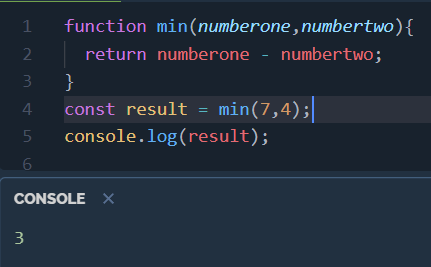 1 function min(numberone,numbertwo){
2 return numberone - numbertwo;
3 }
4 const result = min(7,4);
5 console.log(result);
6
CONSOLE ×
3